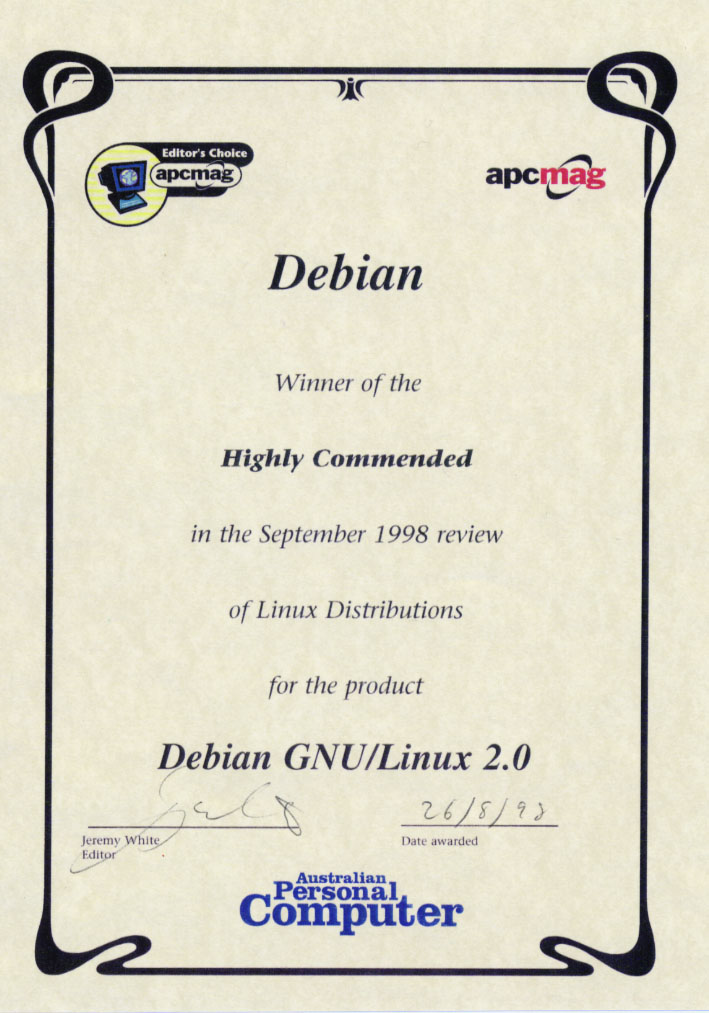 Editor's Choice
apcmag
apcmag
Debian
Winner of the
Highly Commended
in the September 1998 review
of Linux Distributions
for the product
Debian GNU/Linux 2.0
26/8/98
Jeremy White
Editor
Date awarded
Australian
Personal
Computer